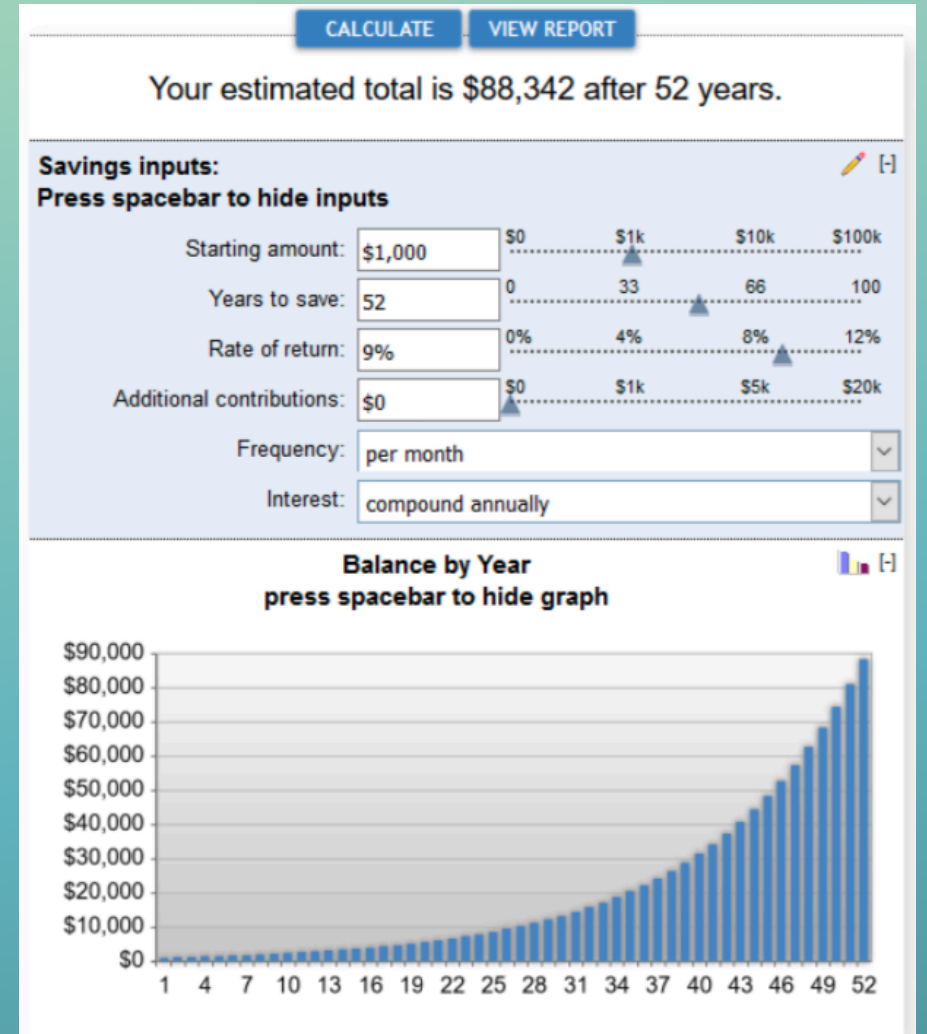 CALCULATE VIEW REPORT
Your estimated total is $88,342 after 52 years.
Savings inputs: [-]
Press spacebar to hide inputs
Starting amount: $1,000 $0 $1k $10k $100k
Years to save: 52 0 33 66 100
Rate of return: 9% 0% 4% 8% 12%
Additional contributions: $0 $0 $1k $5k $20k
Frequency: per month
Interest: compound annually
Balance by Year [-]
press spacebar to hide graph
$90,000
$80,000
$70,000
$60,000
$50,000
$40,000
$30,000
$20,000
$10,000
$0
1 4 7 10 13 16 19 22 25 28 31 34 37 40 43 46 49 52